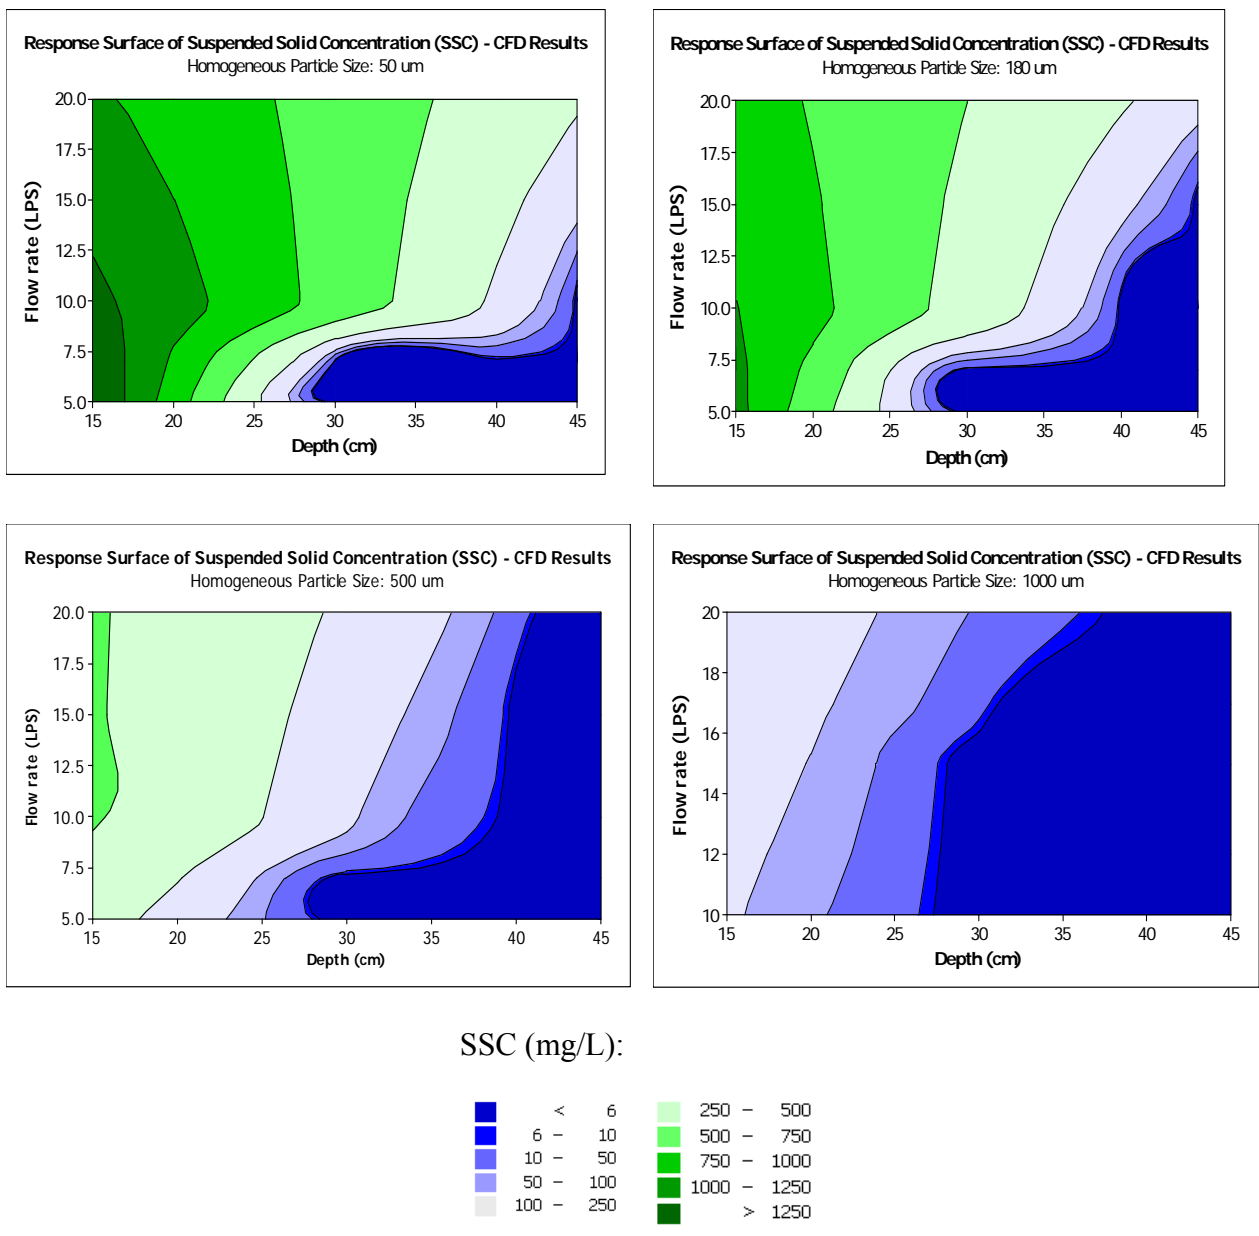 Response Surface of Suspended Solid Concentration (SSC) - CFD Results
Homogeneous Particle Size: 50 um
20.0
17.5
15.0
12.5
10.0
7.5
5.0
Flow rate (LPS)
15 20 25 30 35 40 45
Depth (cm)
Response Surface of Suspended Solid Concentration (SSC) - CFD Results
Homogeneous Particle Size: 180 um
20.0
17.5
15.0
12.5
10.0
7.5
5.0
Flow rate (LPS)
15 20 25 30 35 40 45
Depth (cm)
Response Surface of Suspended Solid Concentration (SSC) - CFD Results
Homogeneous Particle Size: 500 um
20.0
17.5
15.0
12.5
10.0
7.5
5.0
Flow rate (LPS)
15 20 25 30 35 40 45
Depth (cm)
Response Surface of Suspended Solid Concentration (SSC) - CFD Results
Homogeneous Particle Size: 1000 um
20
18
16
14
12
10
Flow rate (LPS)
15 20 25 30 35 40 45
Depth (cm)
SSC (mg/L):
< 6
6 - 10
10 - 50
50 - 100
100 - 250
250 - 500
500 - 750
750 - 1000
1000 - 1250
> 1250